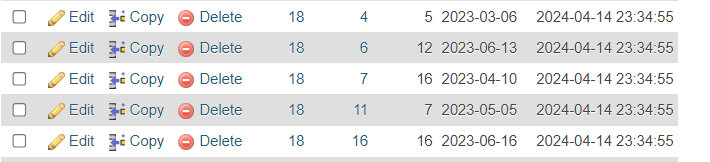 Edit Copy Delete 18 4 5 2023-03-06 2024-04-14 23:34:55
Edit Copy Delete 18 6 12 2023-06-13 2024-04-14 23:34:55
Edit Copy Delete 18 7 16 2023-04-10 2024-04-14 23:34:55
Edit Copy Delete 18 11 7 2023-05-05 2024-04-14 23:34:55
Edit Copy Delete 18 16 16 2023-06-16 2024-04-14 23:34:55